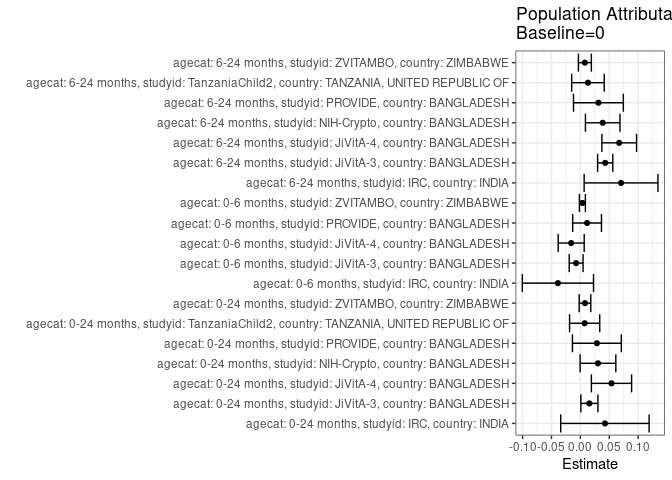 Population Attributa
Baseline=0
agecat: 6-24 months, studyid: ZVITAMBO, country: ZIMBABWE
agecat: 6-24 months, studyid: TanzaniaChild2, country: TANZANIA, UNITED REPUBLIC OF
agecat: 6-24 months, studyid: PROVIDE, country: BANGLADESH
agecat: 6-24 months, studyid: NIH-Crypto, country: BANGLADESH
agecat: 6-24 months, studyid: JiVitA-4, country: BANGLADESH
agecat: 6-24 months, studyid: JiVitA-3, country: BANGLADESH
agecat: 6-24 months, studyid: IRC, country: INDIA
agecat: 0-6 months, studyid: ZVITAMBO, country: ZIMBABWE
agecat: 0-6 months, studyid: PROVIDE, country: BANGLADESH
agecat: 0-6 months, studyid: JiVitA-4, country: BANGLADESH
agecat: 0-6 months, studyid: JiVitA-3, country: BANGLADESH
agecat: 0-6 months, studyid: IRC, country: INDIA
agecat: 0-24 months, studyid: ZVITAMBO, country: ZIMBABWE
agecat: 0-24 months, studyid: TanzaniaChild2, country: TANZANIA, UNITED REPUBLIC OF
agecat: 0-24 months, studyid: PROVIDE, country: BANGLADESH
agecat: 0-24 months, studyid: NIH-Crypto, country: BANGLADESH
agecat: 0-24 months, studyid: JiVitA-4, country: BANGLADESH
agecat: 0-24 months, studyid: JiVitA-3, country: BANGLADESH
agecat: 0-24 months, studyid: IRC, country: INDIA
-0.10 -0.05 0.00 0.05 0.10
Estimate